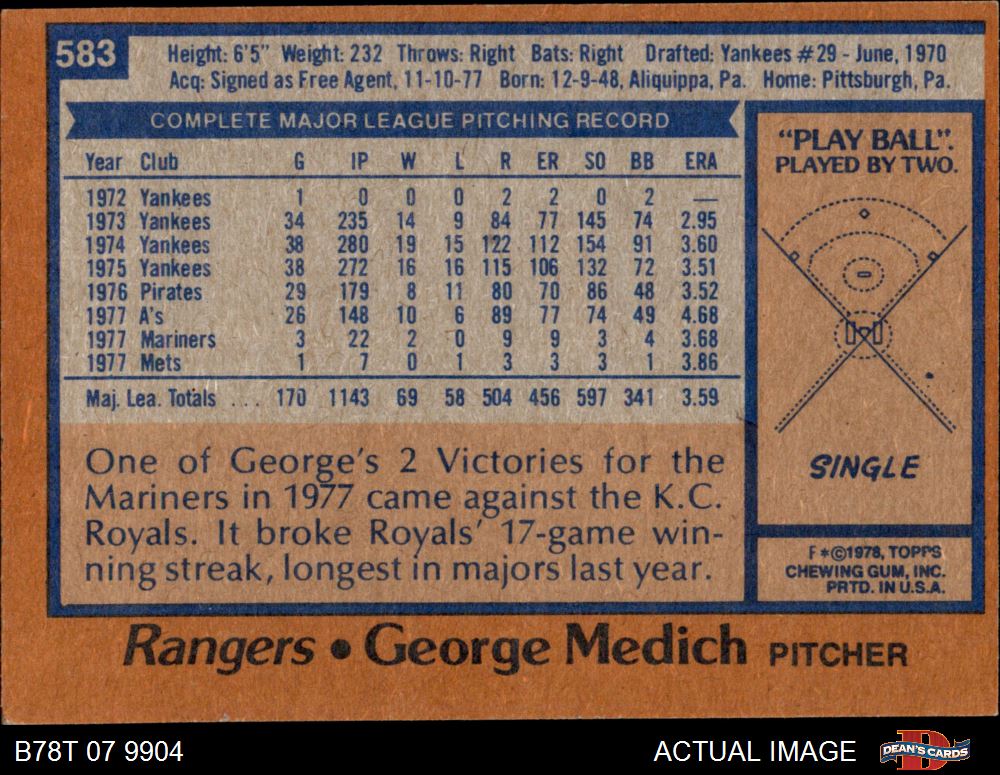 583
Height: 6'5" Weight: 232 Throws: Right Bats: Right Drafted: Yankees #29 - June, 1970
Acq: Signed as Free Agent, 11-10-77 Born: 12-9-48, Aliquippa, Pa. Home: Pittsburgh, Pa.
COMPLETE MAJOR LEAGUE PITCHING RECORD
Year Club G IP W L R ER SO BB ERA
1972 Yankees 1 0 0 0 2 2 0 2 —
1973 Yankees 34 235 14 9 84 77 145 74 2.95
1974 Yankees 38 280 19 15 122 112 154 91 3.60
1975 Yankees 38 272 16 16 115 106 132 72 3.51
1976 Pirates 29 179 8 11 80 70 86 48 3.52
1977 A's 26 148 10 6 89 77 74 49 4.68
1977 Mariners 3 22 2 0 9 9 3 4 3.68
1977 Mets 1 7 0 1 3 3 3 1 3.86
Maj. Lea. Totals ... 170 1143 69 58 504 456 597 341 3.59
One of George's 2 Victories for the
Mariners in 1977 came against the K.C.
Royals. It broke Royals' 17-game win-
ning streak, longest in majors last year.
"PLAY BALL".
PLAYED BY TWO.
SINGLE
F*©1978, TOPPS
CHEWING GUM, INC.
PRTD. IN U.S.A.
Rangers • George Medich PITCHER
B78T 07 9904
ACTUAL IMAGE
DEAN'S CARDS